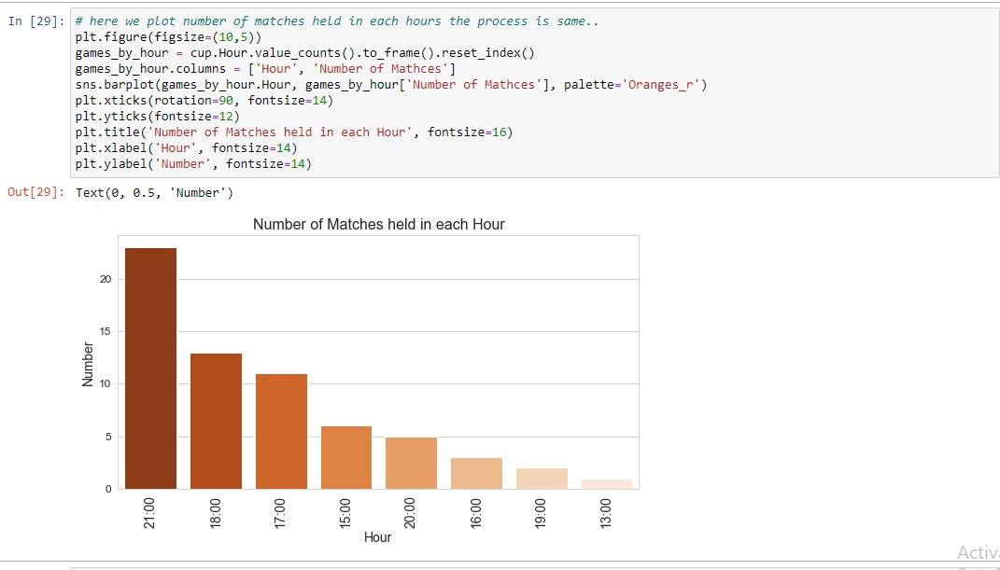 In [29]: # here we plot number of matches held in each hours the process is same..
plt.figure(figsize=(10,5))
games_by_hour = cup.Hour.value_counts().to_frame().reset_index()
games_by_hour.columns = ['Hour', 'Number of Mathces']
sns.barplot(games_by_hour.Hour, games_by_hour['Number of Mathces'], palette='Oranges_r')
plt.xticks(rotation=90, fontsize=14)
plt.yticks(fontsize=12)
plt.title('Number of Matches held in each Hour', fontsize=16)
plt.xlabel('Hour', fontsize=14)
plt.ylabel('Number', fontsize=14)
Out[29]: Text(0, 0.5, 'Number')
Number of Matches held in each Hour
Number
20
15
10
5
0
21:00 18:00 17:00 15:00 20:00 16:00 19:00 13:00
Hour
Activ